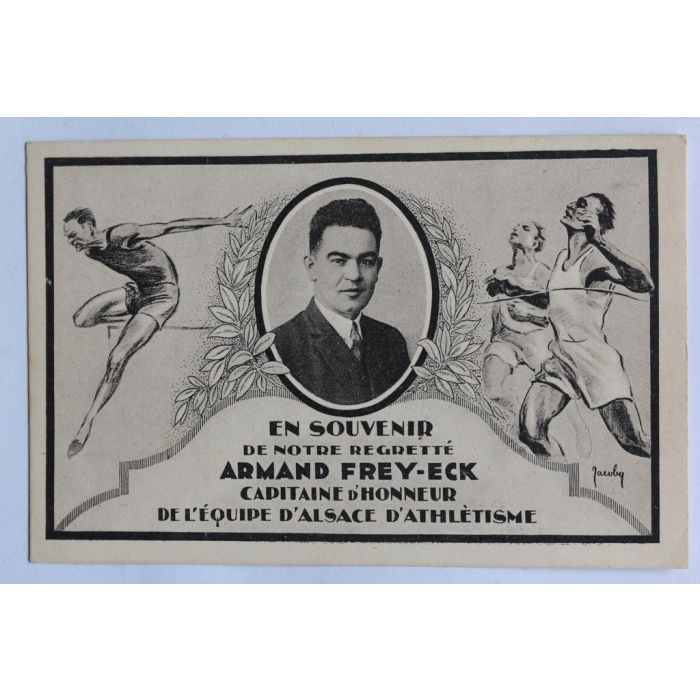 EN SOUVENIR
DE NOTRE REGRETTÉ
ARMAND FREY-ECK
CAPITAINE D'HONNEUR
DE L'ÉQUIPE D'ALSACE D'ATHLÈTISME
Jacoby